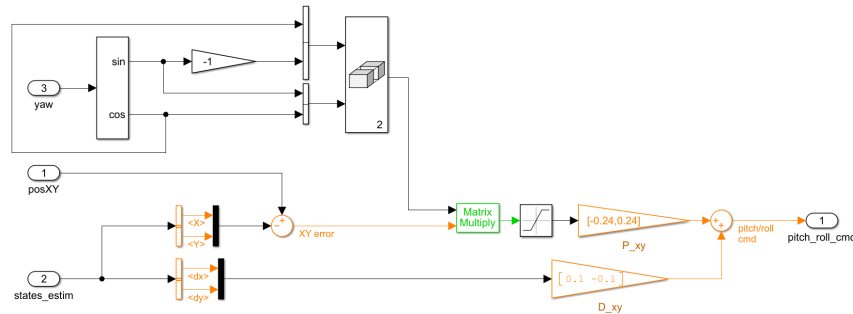 sin
-1
3
yaw
cos
2
1
posXY
<X>
<Y>
+
−
XY error
Matrix
Multiply
[-0.24,0.24]
P_xy
+
+
pitch/roll
cmd
1
pitch_roll_cmd
2
states_estim
<dx>
<dy>
[ 0.1 -0.1 ]
D_xy